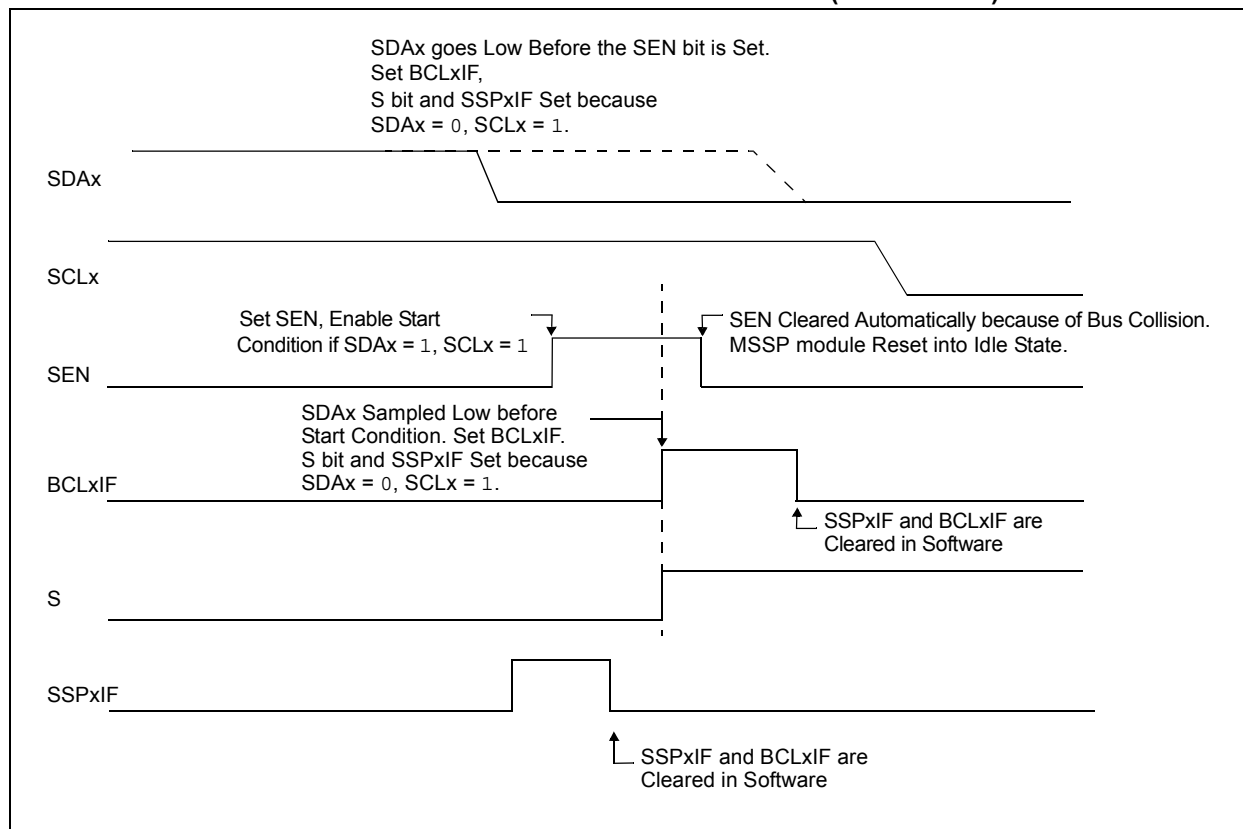 SDAx goes Low Before the SEN bit is Set.
Set BCLxIF,
S bit and SSPxIF Set because
SDAx = 0, SCLx = 1.
SDAx
SCLx
Set SEN, Enable Start
Condition if SDAx = 1, SCLx = 1
SEN Cleared Automatically because of Bus Collision.
MSSP module Reset into Idle State.
SEN
SDAx Sampled Low before
Start Condition. Set BCLxIF.
S bit and SSPxIF Set because
SDAx = 0, SCLx = 1.
BCLxIF
SSPxIF and BCLxIF are
Cleared in Software
S
SSPxIF
SSPxIF and BCLxIF are
Cleared in Software